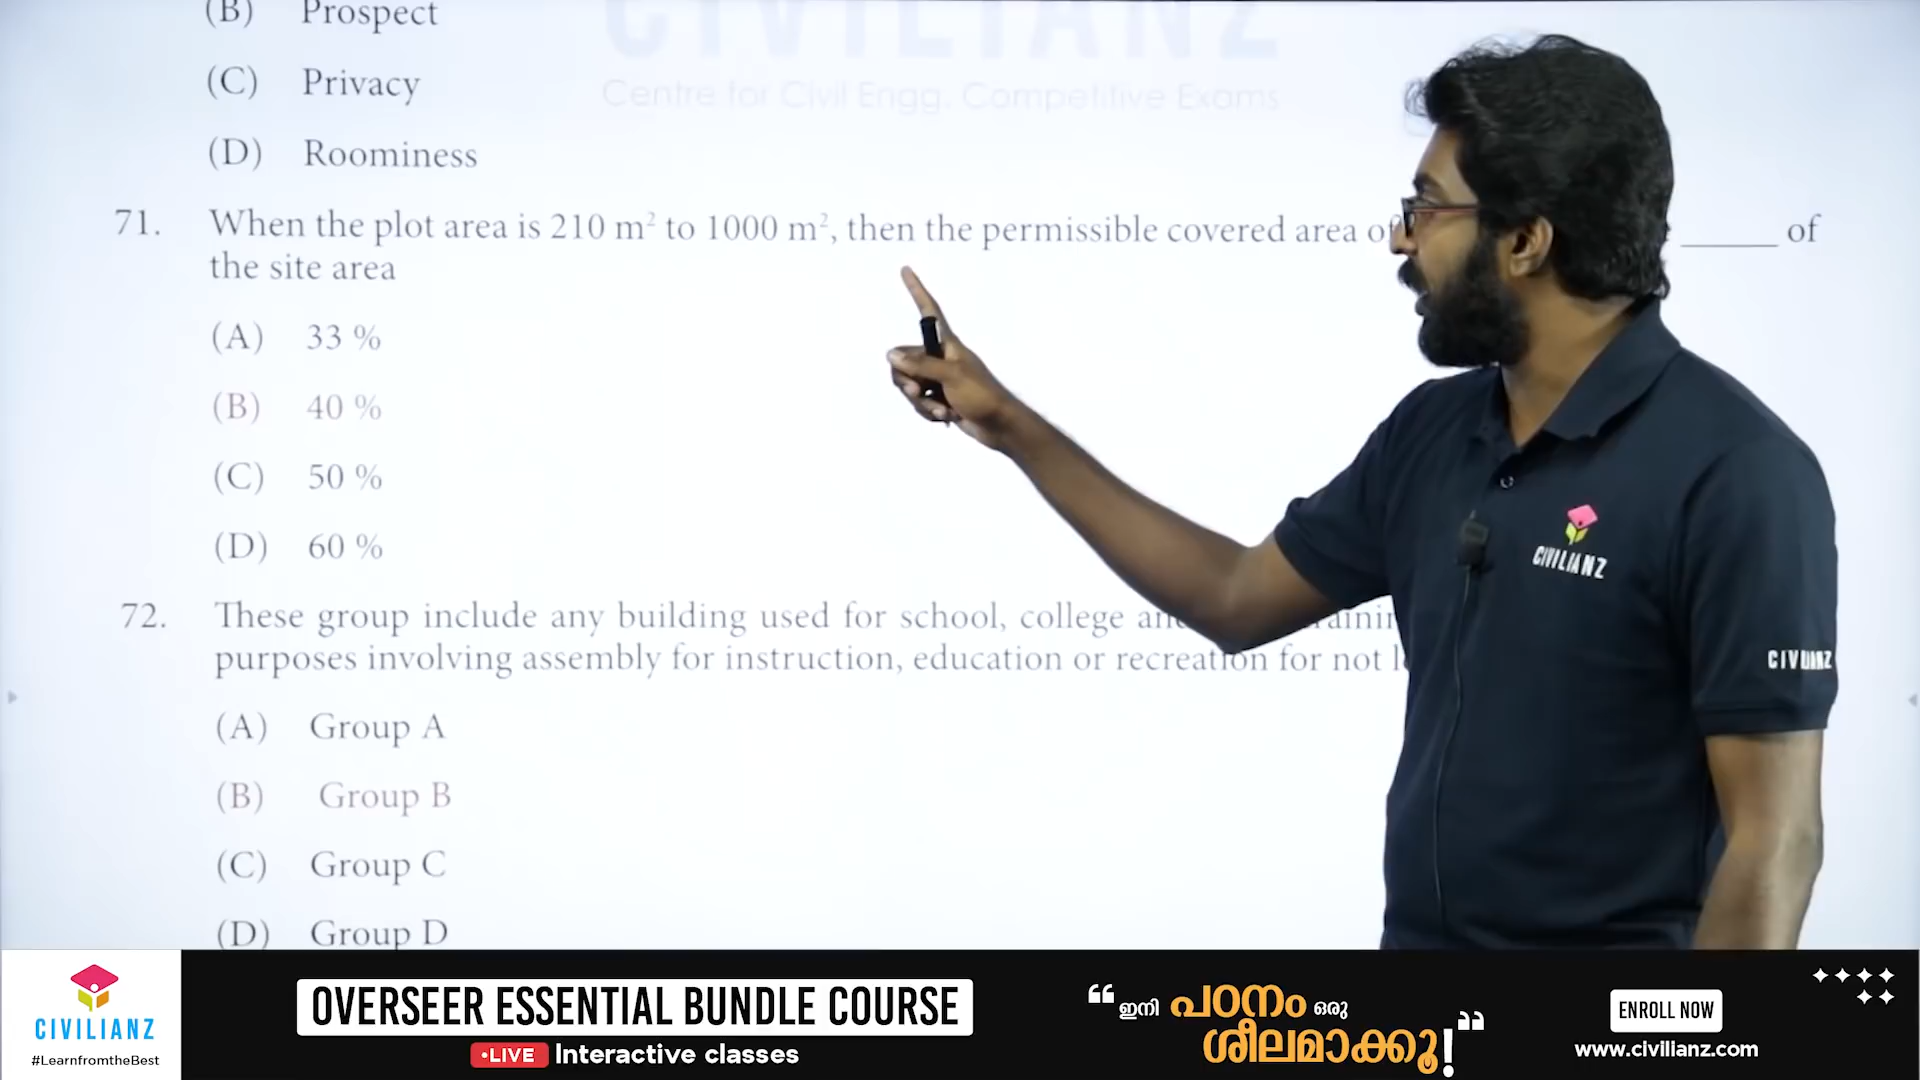 (B) Prospect
CIVILIANZ
Centre for Civil Engg. Competitive Exams
(C) Privacy
(D) Roominess
71. When the plot area is 210 m² to 1000 m², then the permissible covered area of ______ of
the site area
(A) 33 %
(B) 40 %
(C) 50 %
(D) 60 %
72. These group include any building used for school, college
purposes involving assembly for instruction, education or recreation for not
(A) Group A
(B) Group B
(C) Group C
(D) Group D
CIVILIANZ
CIVILIANZ
CIVILIANZ
#LearnfromtheBest
OVERSEER ESSENTIAL BUNDLE COURSE
•LIVE Interactive classes
“ഇനി പഠനം ഒരു
ശീലമാക്കൂ!”
ENROLL NOW
www.civilianz.com